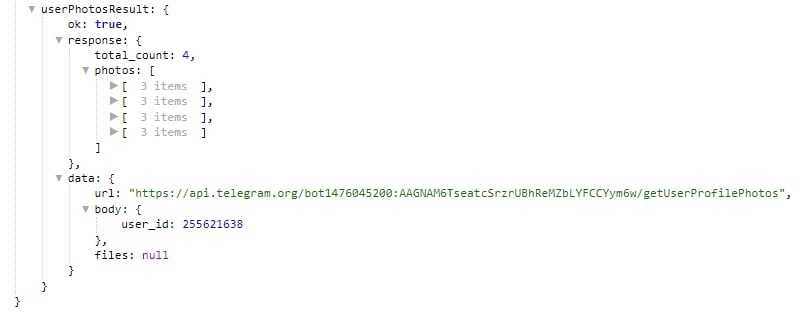 userPhotosResult: {
ok: true,
response: {
total_count: 4,
photos: [
[ 3 items ],
[ 3 items ],
[ 3 items ],
[ 3 items ]
]
},
data: {
url: "https://api.telegram.org/bot1476045200:AAGNAM6TseatcSrzrUBhReMZbLYFCCYym6w/getUserProfilePhotos",
body: {
user_id: 255621638
},
files: null
}
}
}